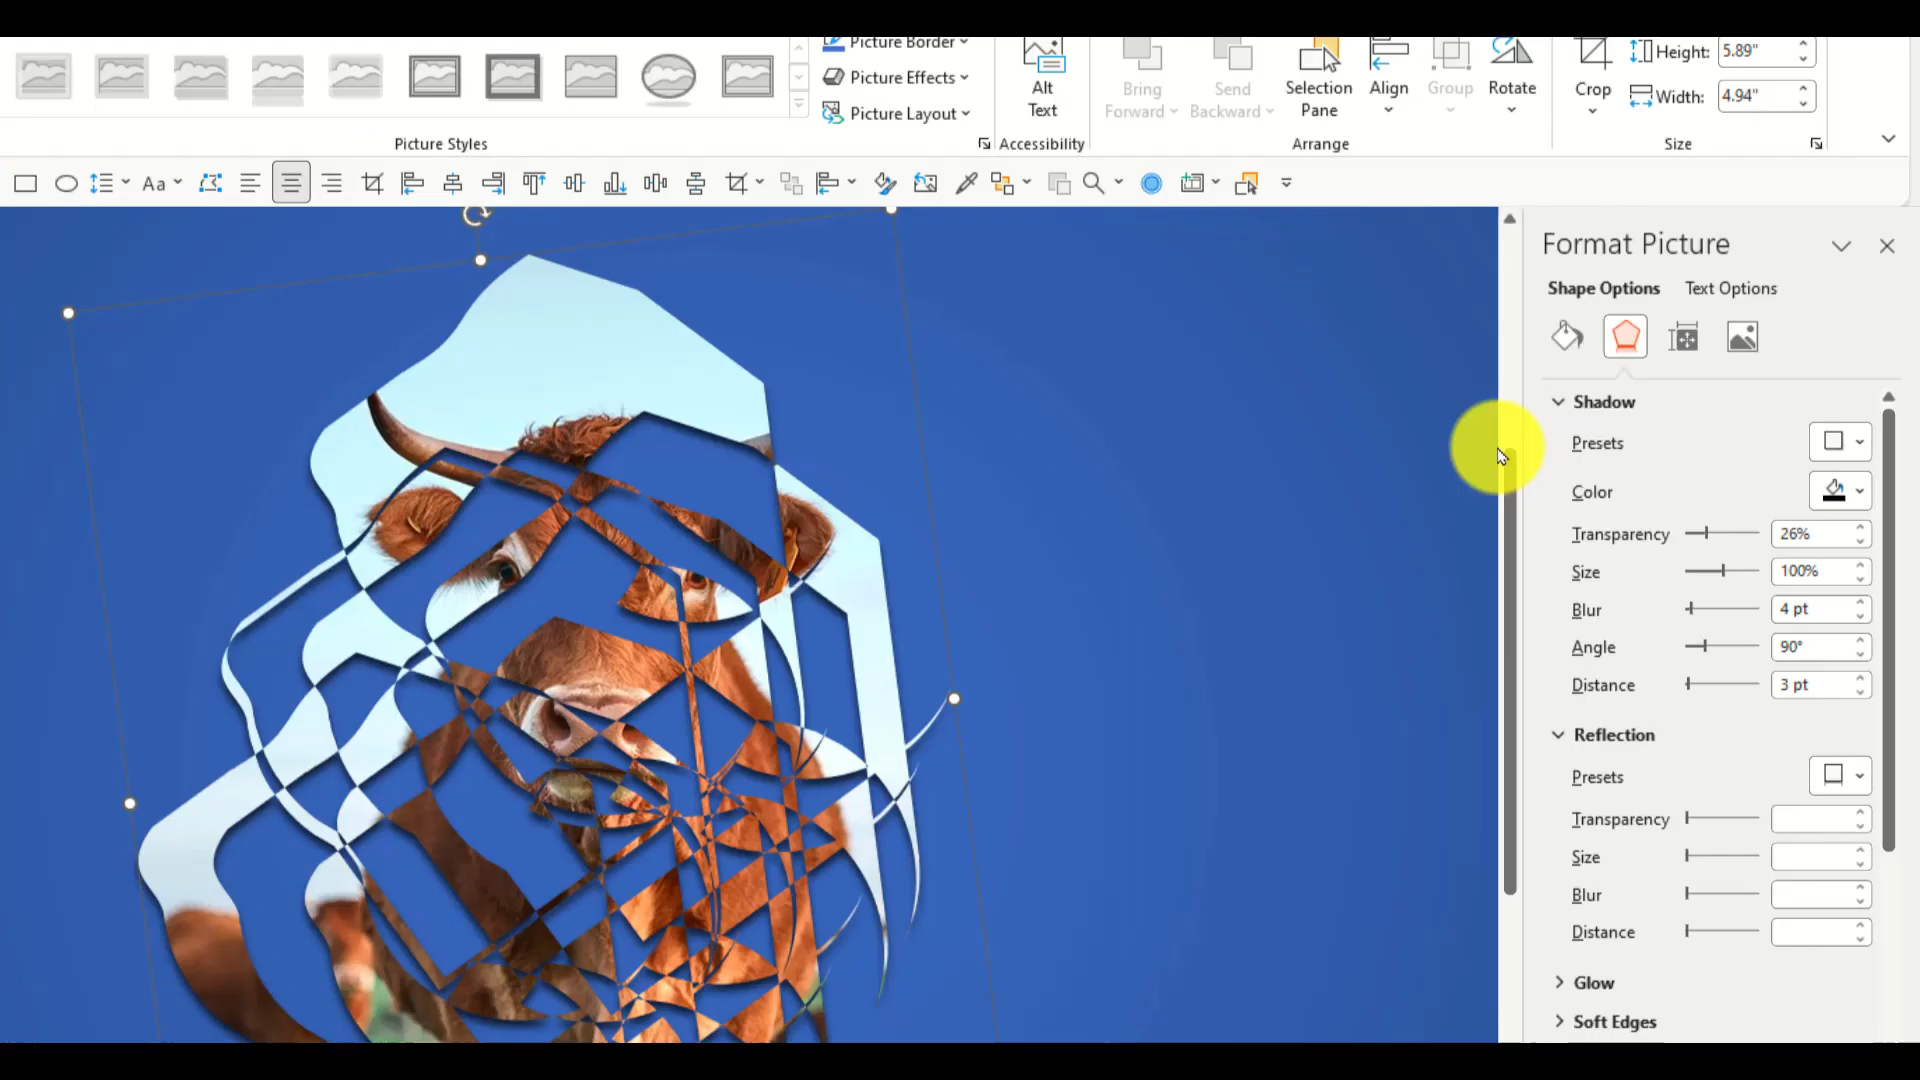 Picture Border
Picture Effects
Picture Layout
Picture Styles
Alt
Text
Accessibility
Bring
Forward
Send
Backward
Selection
Pane
Align
Group
Rotate
Arrange
Crop
Height: 5.89"
Width: 4.94"
Size
Aa
Format Picture
Shape Options Text Options
Shadow
Presets
Color
Transparency 26%
Size 100%
Blur 4 pt
Angle 90°
Distance 3 pt
Reflection
Presets
Transparency
Size
Blur
Distance
Glow
Soft Edges